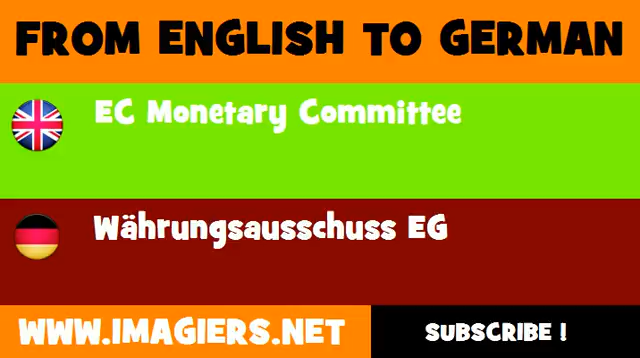 FROM ENGLISH TO GERMAN
EC Monetary Committee
Währungsausschuss EG
WWW.IMAGIERS.NET
SUBSCRIBE !